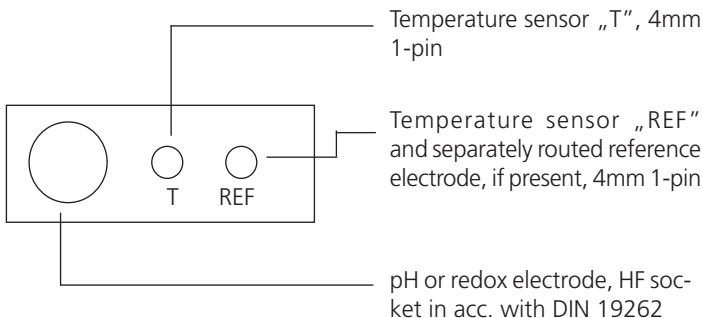 Temperature sensor „T”, 4mm
1-pin
Temperature sensor „REF”
and separately routed reference
electrode, if present, 4mm 1-pin
T
REF
pH or redox electrode, HF soc-
ket in acc. with DIN 19262